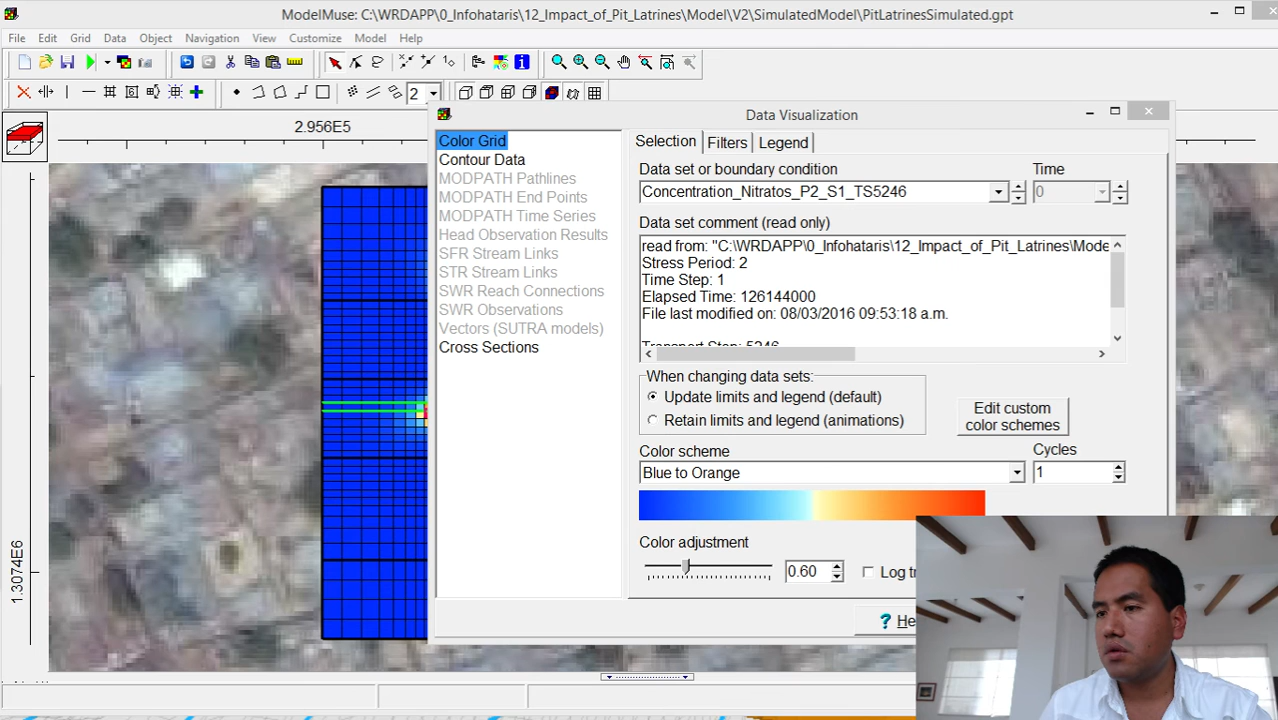 ModelMuse: C:\WRDAPP\0_Infohataris\12_Impact_of_Pit_Latrines\Model\V2\SimulatedModel\PitLatrinesSimulated.gpt
File Edit Grid Data Object Navigation View Customize Model Help
2
2.956E5
1.3074E6
Data Visualization
Color Grid
Contour Data
MODPATH Pathlines
MODPATH End Points
MODPATH Time Series
Head Observation Results
SFR Stream Links
STR Stream Links
SWR Reach Connections
SWR Observations
Vectors (SUTRA models)
Cross Sections
Selection Filters Legend
Data set or boundary condition Time
Concentration_Nitratos_P2_S1_TS5246 0
Data set comment (read only)
read from: "C:\WRDAPP\0_Infohataris\12_Impact_of_Pit_Latrines\Mode
Stress Period: 2
Time Step: 1
Elapsed Time: 126144000
File last modified on: 08/03/2016 09:53:18 a.m.
Transport Step: 5246
When changing data sets:
Update limits and legend (default)
Retain limits and legend (animations)
Edit custom
color schemes
Color scheme Cycles
Blue to Orange 1
Color adjustment
0.60 Log
? He